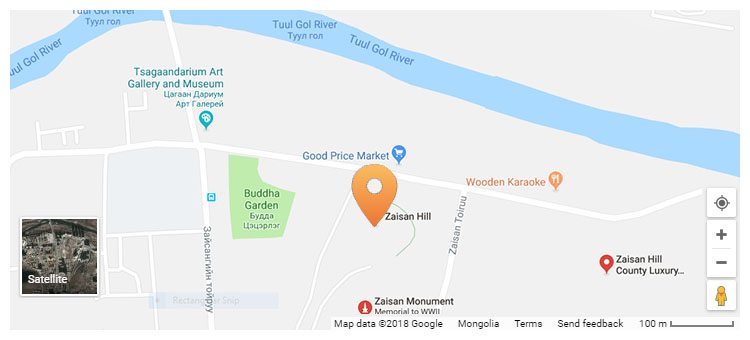 Tuul Gol River
Туул гол
Tuul Gol River
Туул гол
Tuul Gol River
Tuul Gol River
Tsagaandarium Art
Gallery and Museum
Цагаан Дариум
Арт Галерей
Good Price Market
Wooden Karaoke
Buddha
Garden
Будда
Цэцэрлэг
Zaisan Hill
Zaisan Toiruu
Зайсангийн тойруу
Zaisan Hill
County Luxury...
Satellite
Rectangular Snip
Zaisan Monument
Memorial to WWII
Map data ©2018 Google Mongolia Terms Send feedback 100 m